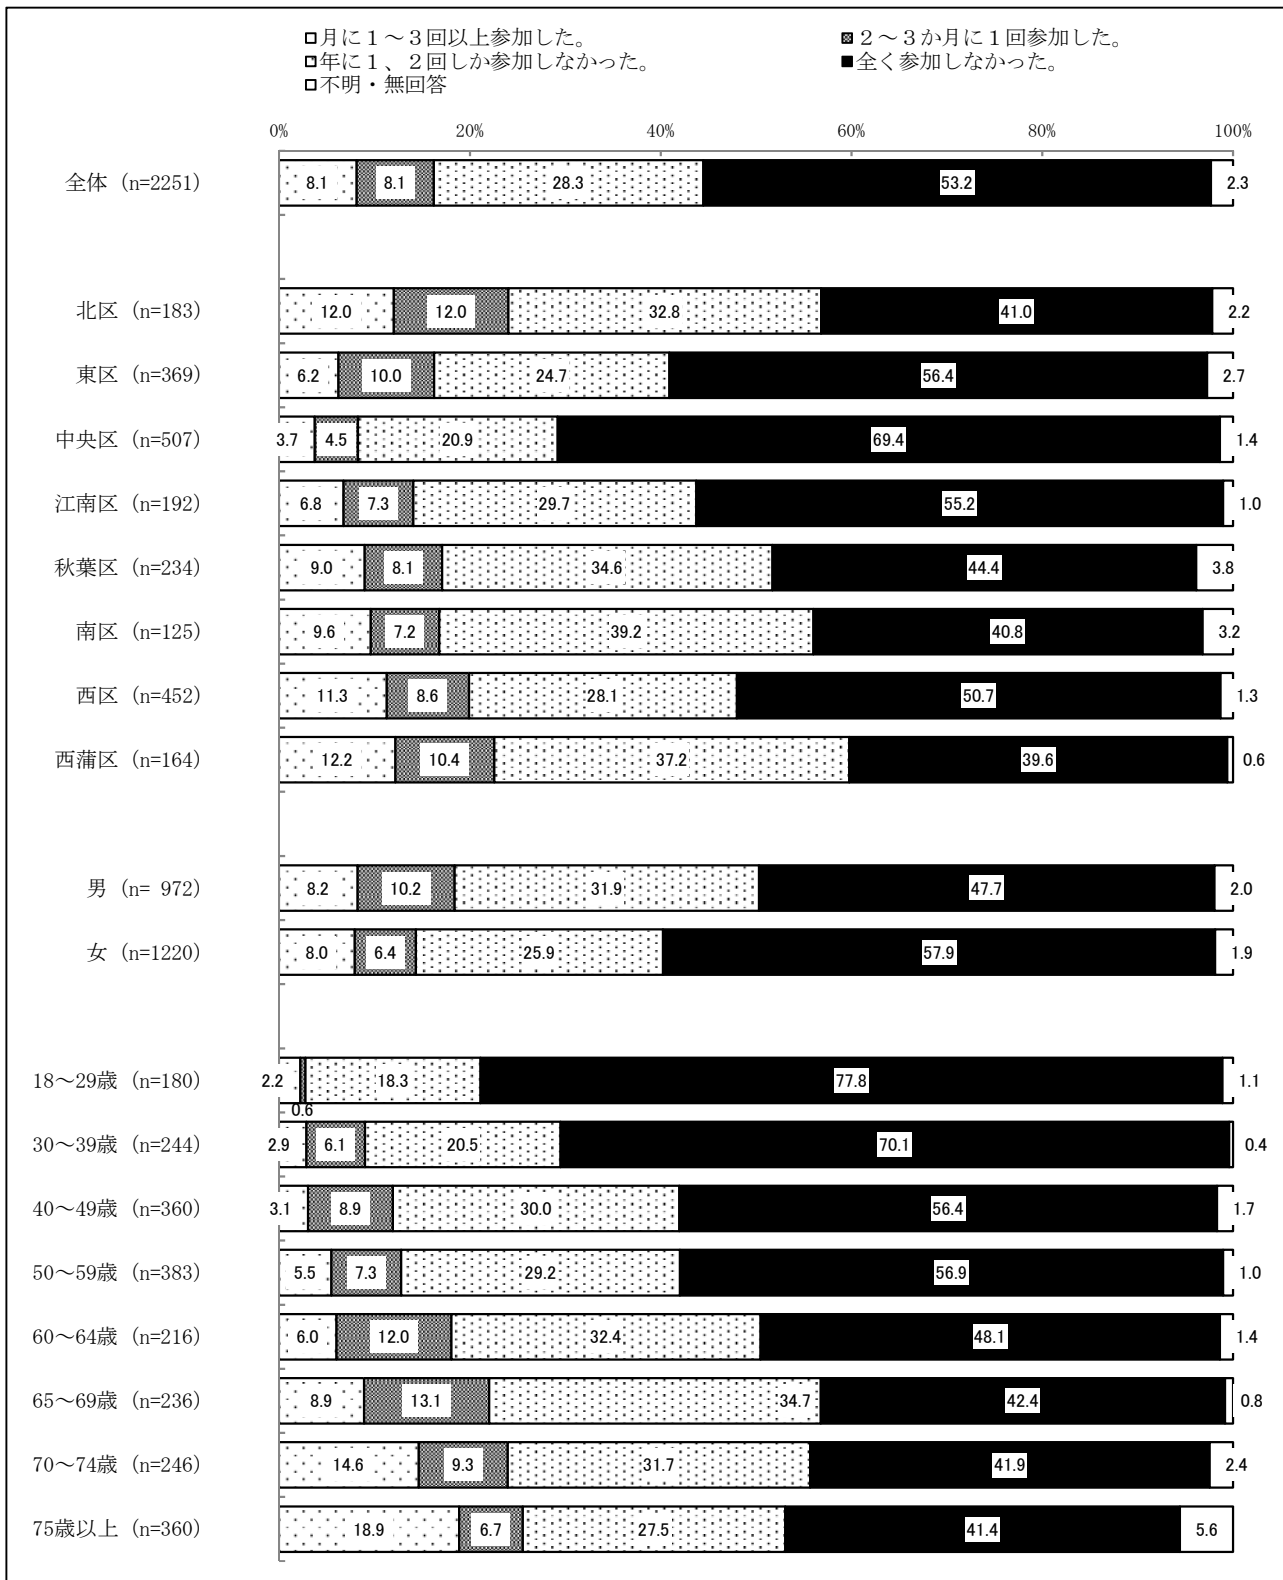 □月に１～３回以上参加した。 ■２～３か月に１回参加した。
□年に１、２回しか参加しなかった。 ■全く参加しなかった。
□不明・無回答
0% 20% 40% 60% 80% 100%
全体 (n=2251) 8.1 8.1 28.3 53.2 2.3
北区 (n=183) 12.0 12.0 32.8 41.0 2.2
東区 (n=369) 6.2 10.0 24.7 56.4 2.7
中央区 (n=507) 3.7 4.5 20.9 69.4 1.4
江南区 (n=192) 6.8 7.3 29.7 55.2 1.0
秋葉区 (n=234) 9.0 8.1 34.6 44.4 3.8
南区 (n=125) 9.6 7.2 39.2 40.8 3.2
西区 (n=452) 11.3 8.6 28.1 50.7 1.3
西蒲区 (n=164) 12.2 10.4 37.2 39.6 0.6
男 (n= 972) 8.2 10.2 31.9 47.7 2.0
女 (n=1220) 8.0 6.4 25.9 57.9 1.9
18～29歳 (n=180) 2.2 0.6 18.3 77.8 1.1
30～39歳 (n=244) 2.9 6.1 20.5 70.1 0.4
40～49歳 (n=360) 3.1 8.9 30.0 56.4 1.7
50～59歳 (n=383) 5.5 7.3 29.2 56.9 1.0
60～64歳 (n=216) 6.0 12.0 32.4 48.1 1.4
65～69歳 (n=236) 8.9 13.1 34.7 42.4 0.8
70～74歳 (n=246) 14.6 9.3 31.7 41.9 2.4
75歳以上 (n=360) 18.9 6.7 27.5 41.4 5.6